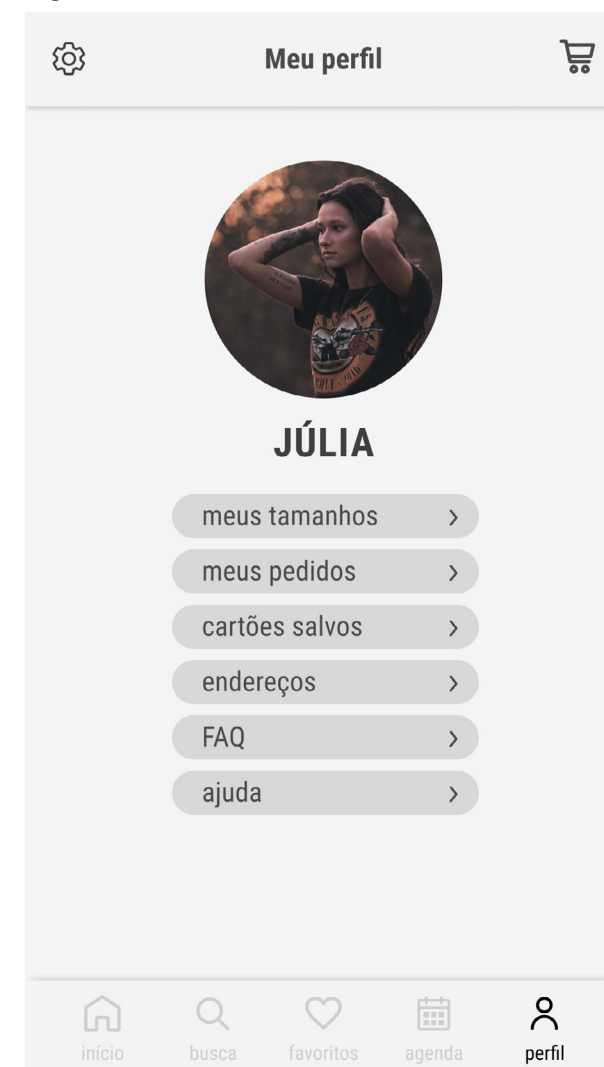 Meu perfil
JÚLIA
meus tamanhos
meus pedidos
cartões salvos
endereços
FAQ
ajuda
início
busca
favoritos
agenda
perfil